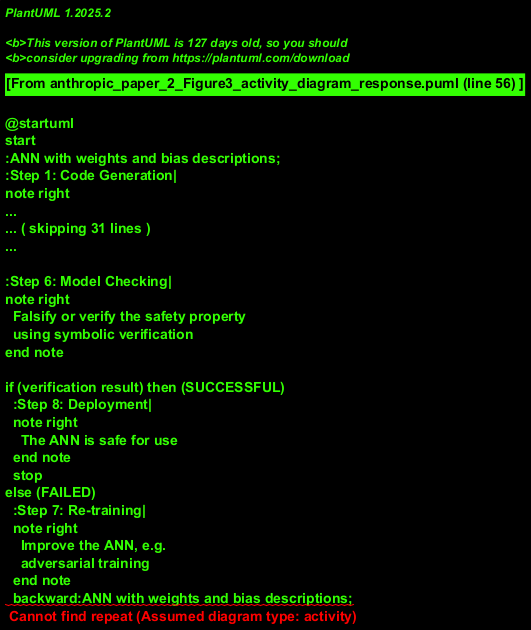 PlantUML 1.2025.2
<b>This version of PlantUML is 127 days old, so you should
<b>consider upgrading from https://plantuml.com/download
[From anthropic_paper_2_Figure3_activity_diagram_response.puml (line 56) ]
@startuml
start
:ANN with weights and bias descriptions;
:Step 1: Code Generation|
note right
...
... ( skipping 31 lines )
...
:Step 6: Model Checking|
note right
Falsify or verify the safety property
using symbolic verification
end note
if (verification result) then (SUCCESSFUL)
:Step 8: Deployment|
note right
The ANN is safe for use
end note
stop
else (FAILED)
:Step 7: Re-training|
note right
Improve the ANN, e.g.
adversarial training
end note
backward:ANN with weights and bias descriptions;
Cannot find repeat (Assumed diagram type: activity)